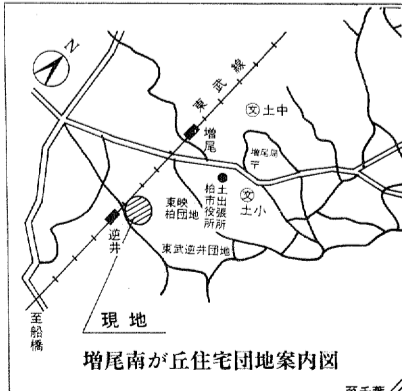 N
東武線
増尾
文 土中
増尾局
〒
柏市役所
土出張所
文 土小
東映
柏団地
逆井
東武逆井団地
至船橋
現地
増尾南が丘住宅団地案内図
至千葉